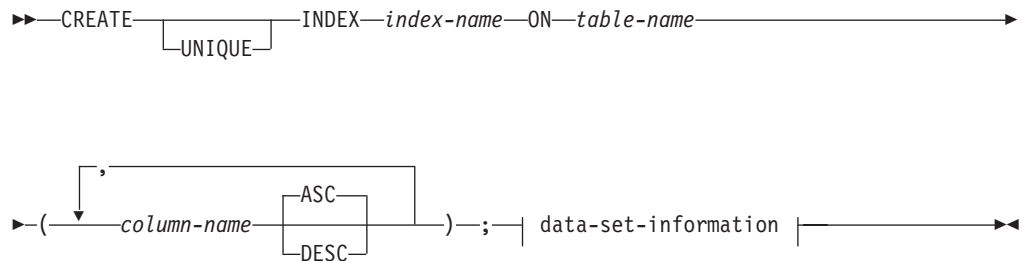 CREATE INDEX index-name ON table-name
UNIQUE
,
ASC
( column-name ) ; data-set-information
DESC